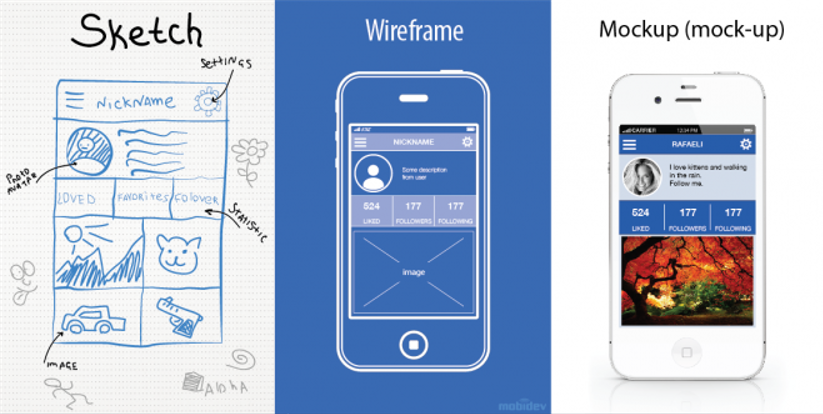 Sketch
SETTINGS
NICKNAME
PHOTO
AVATAR
LOVED
FAVORITES
FOLOVER
STATISTIC
IMAGE
ALOHA
Wireframe
NICKNAME
Some description
from user
524 177 177
LIKED FOLLOWERS FOLLOWING
image
mobidev
Mockup (mock-up)
CARRIER 12:34 PM
RAFAELI
I love kittens and walking
in the rain.
Follow me.
524 177 177
LIKED FOLLOWERS FOLLOWING